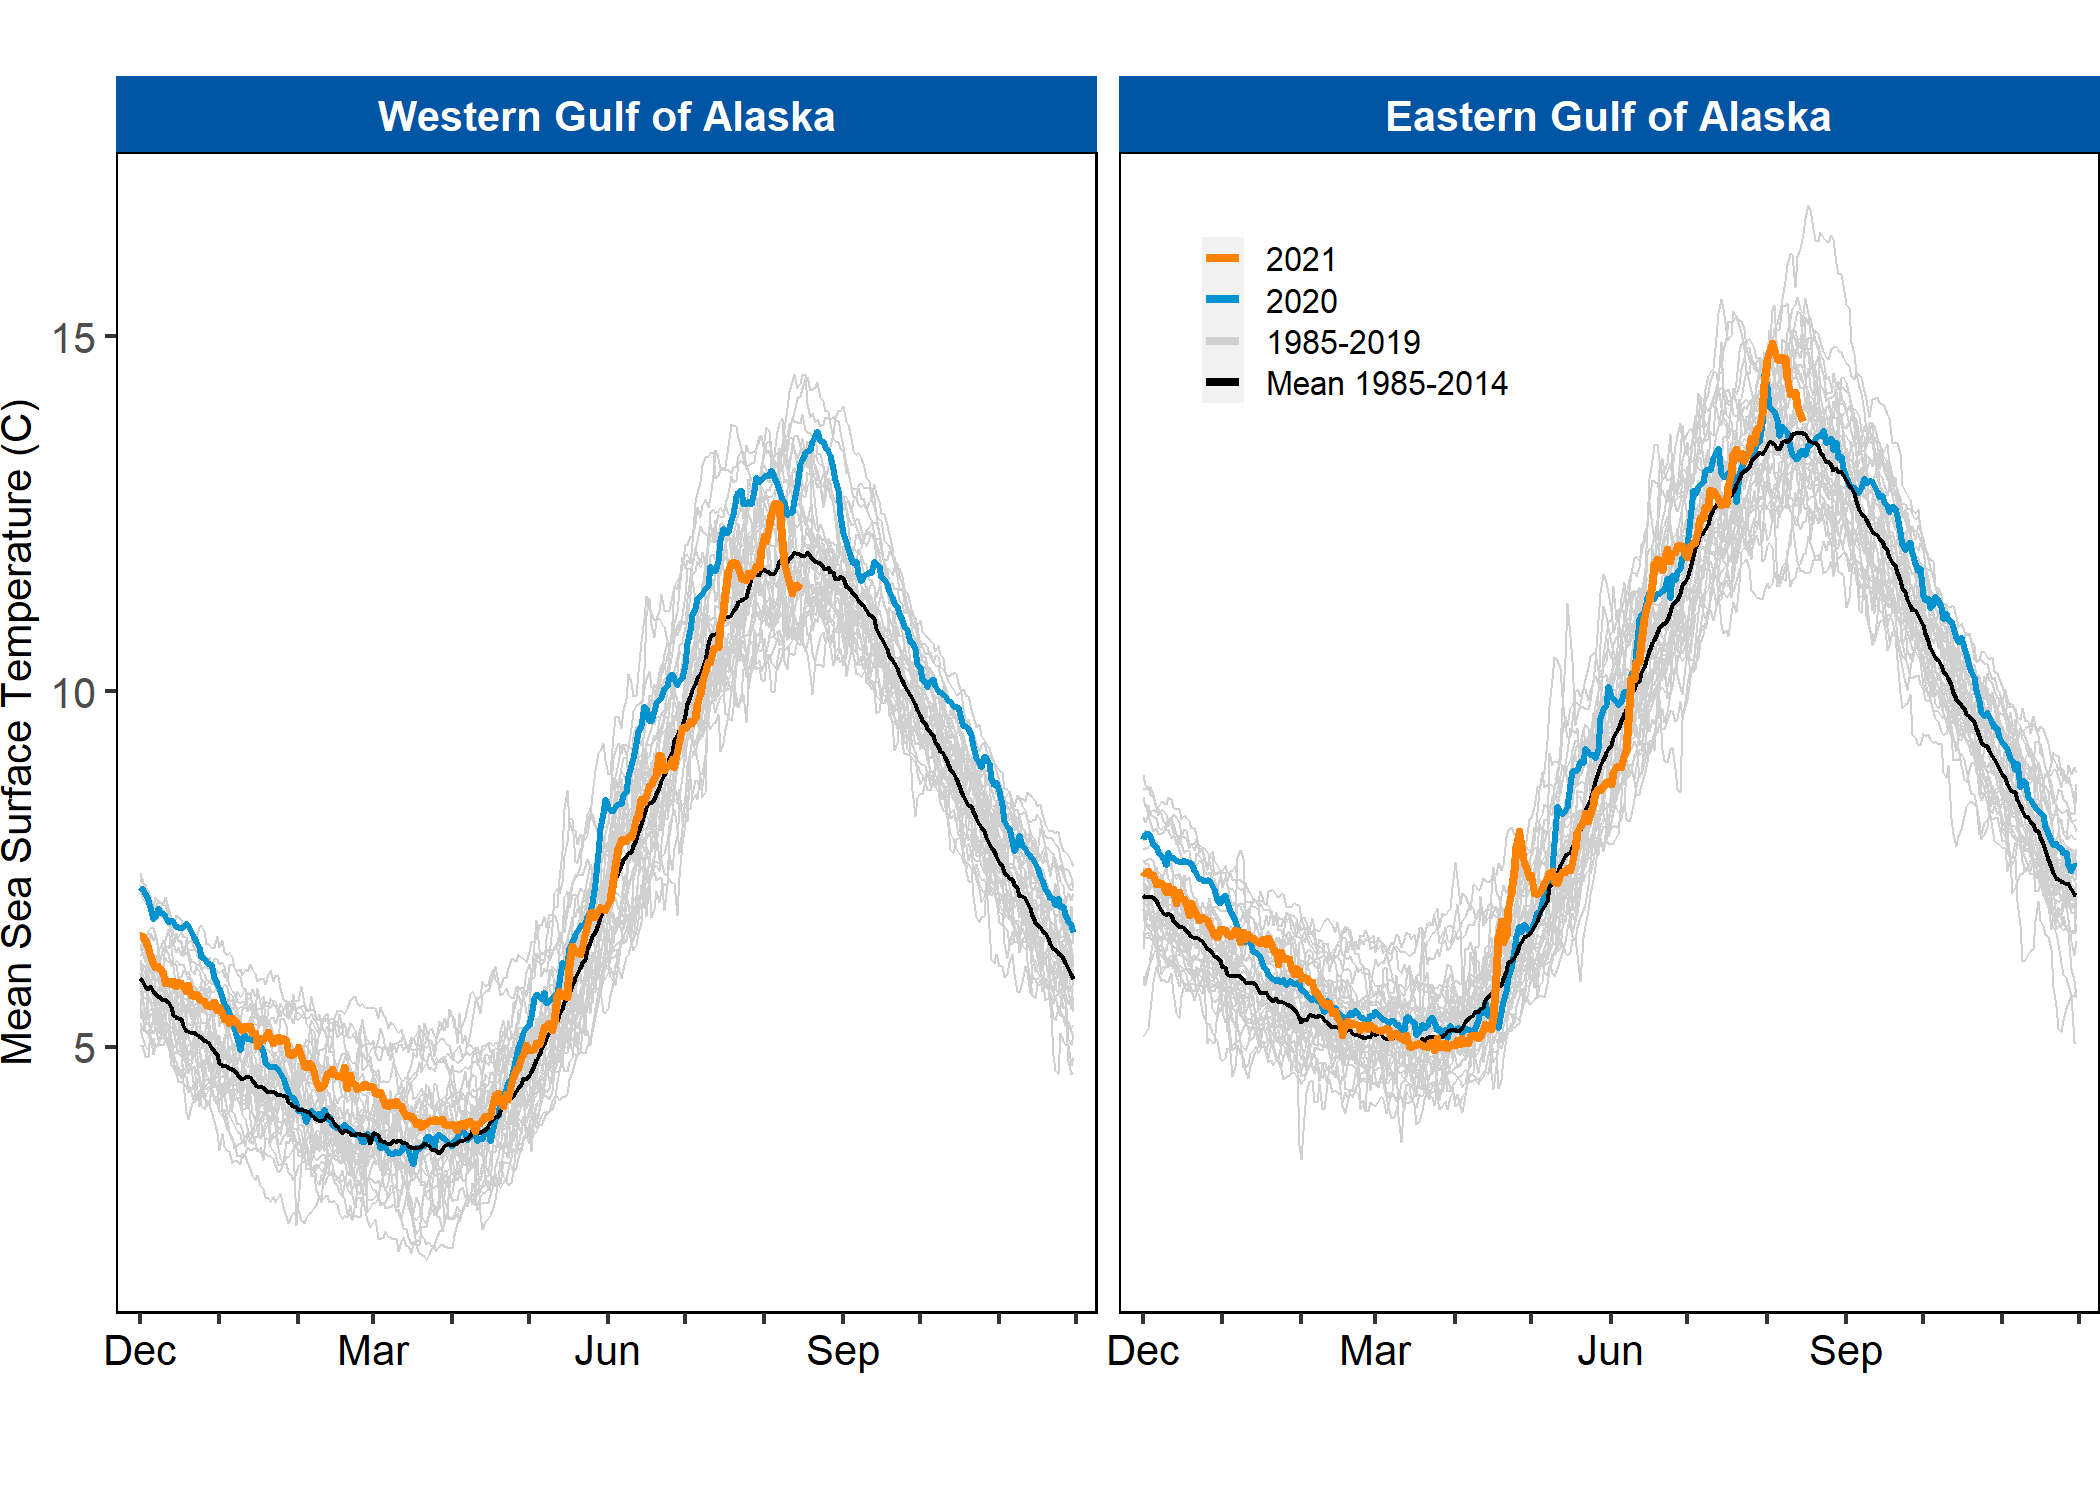 Western Gulf of Alaska
Eastern Gulf of Alaska
2021
2020
1985-2019
Mean 1985-2014
Mean Sea Surface Temperature (C)
15
10
5
Dec Mar Jun Sep
Dec Mar Jun Sep